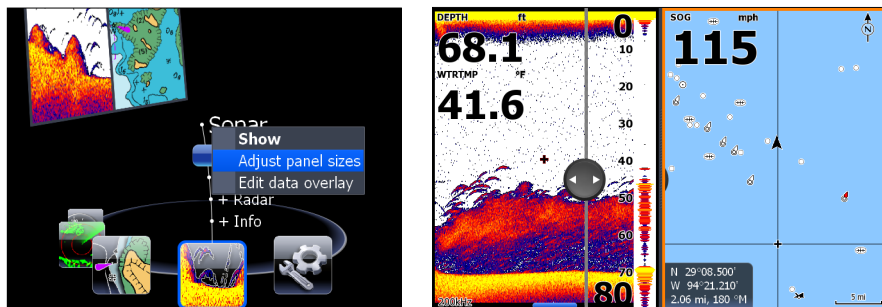 Sonar
Show
Adjust panel sizes
Edit data overlay
+ Radar
+ Info
DEPTH ft
68.1
WTRTMP °F
41.6
0
10
20
30
40
50
60
70
80
200kHz
SOG mph
115
N
N 29°08.500'
W 94°21.210'
2.06 mi, 180 °M
5 mi